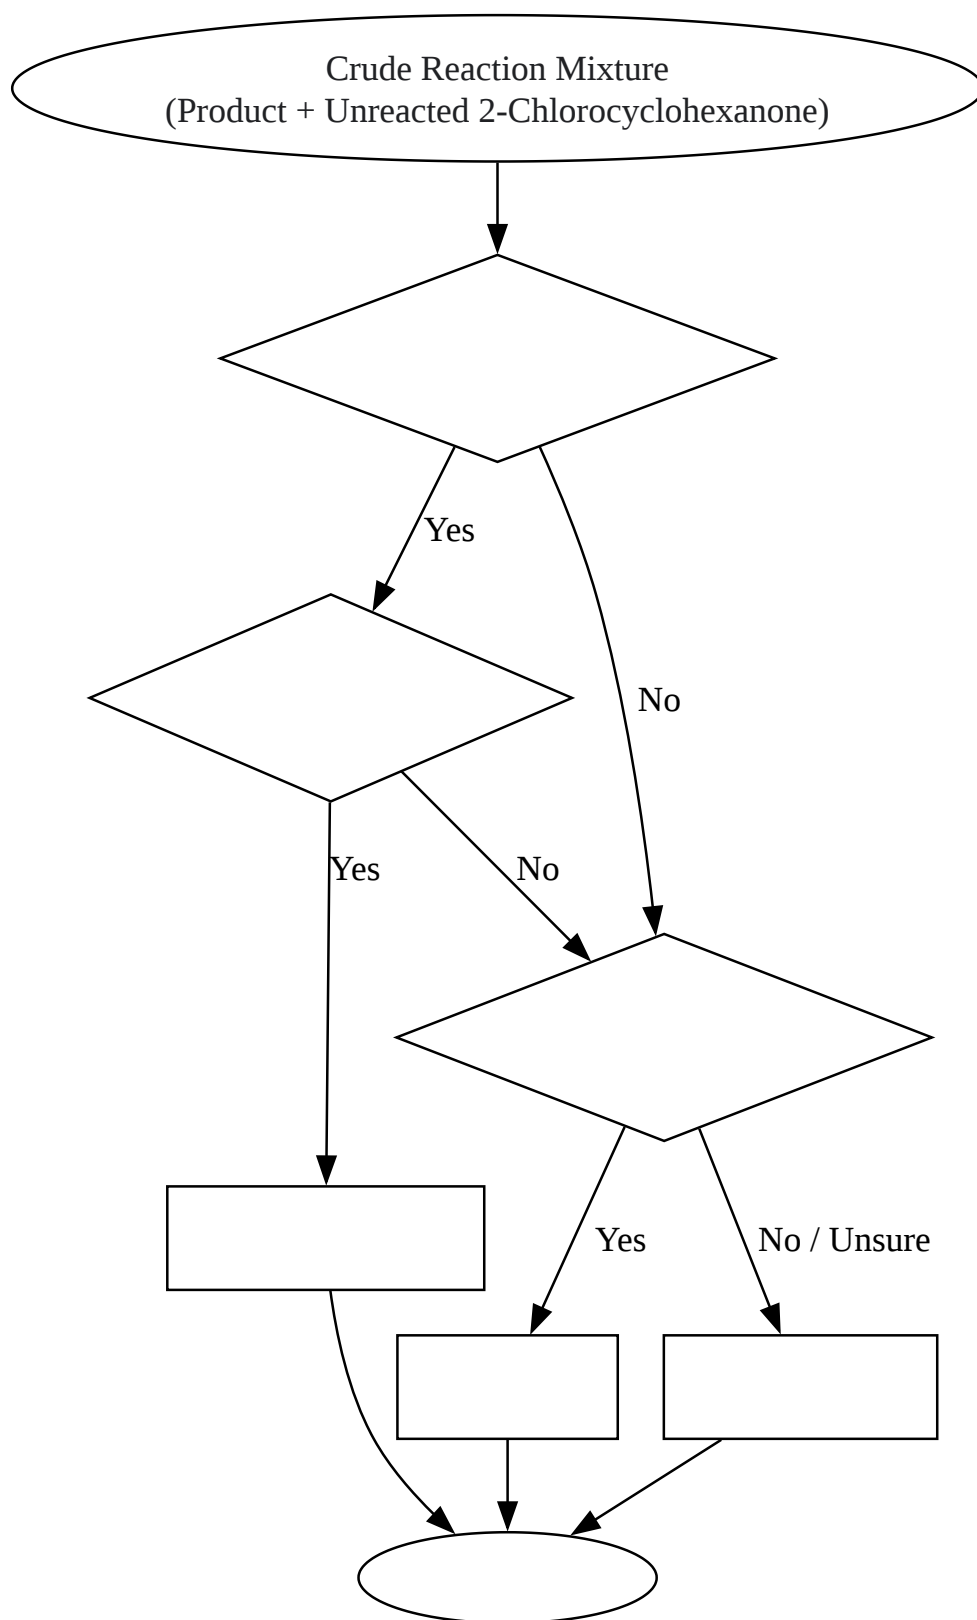 Crude Reaction Mixture
(Product + Unreacted 2-Chlorocyclohexanone)
Yes
No
Yes
No
Yes
No / Unsure